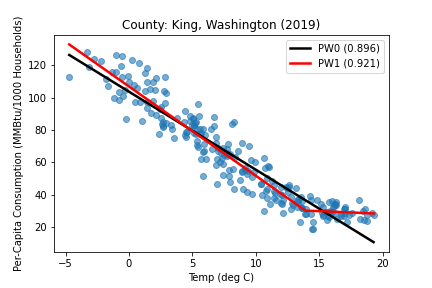 County: King, Washington (2019)
PW0 (0.896)
PW1 (0.921)
Per-Capita Consumption (MMBtu/1000 Households)
120
100
80
60
40
20
−5 0 5 10 15 20
Temp (deg C)